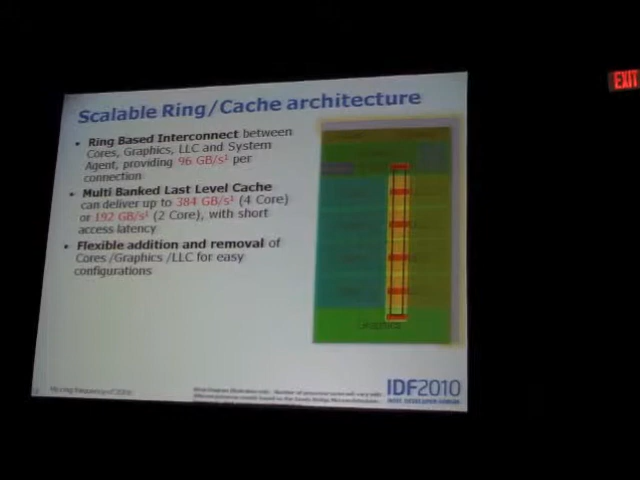 EXIT
Scalable Ring/Cache architecture
• Ring Based Interconnect between
Cores, Graphics, LLC and System
Agent, providing 96 GB/s¹ per
connection
• Multi Banked Last Level Cache
can deliver up to 384 GB/s¹ (4 Core)
or 192 GB/s¹ (2 Core), with short
access latency
• Flexible addition and removal of
Cores /Graphics /LLC for easy
configurations
Graphics
IDF2010
INTEL DEVELOPER FORUM